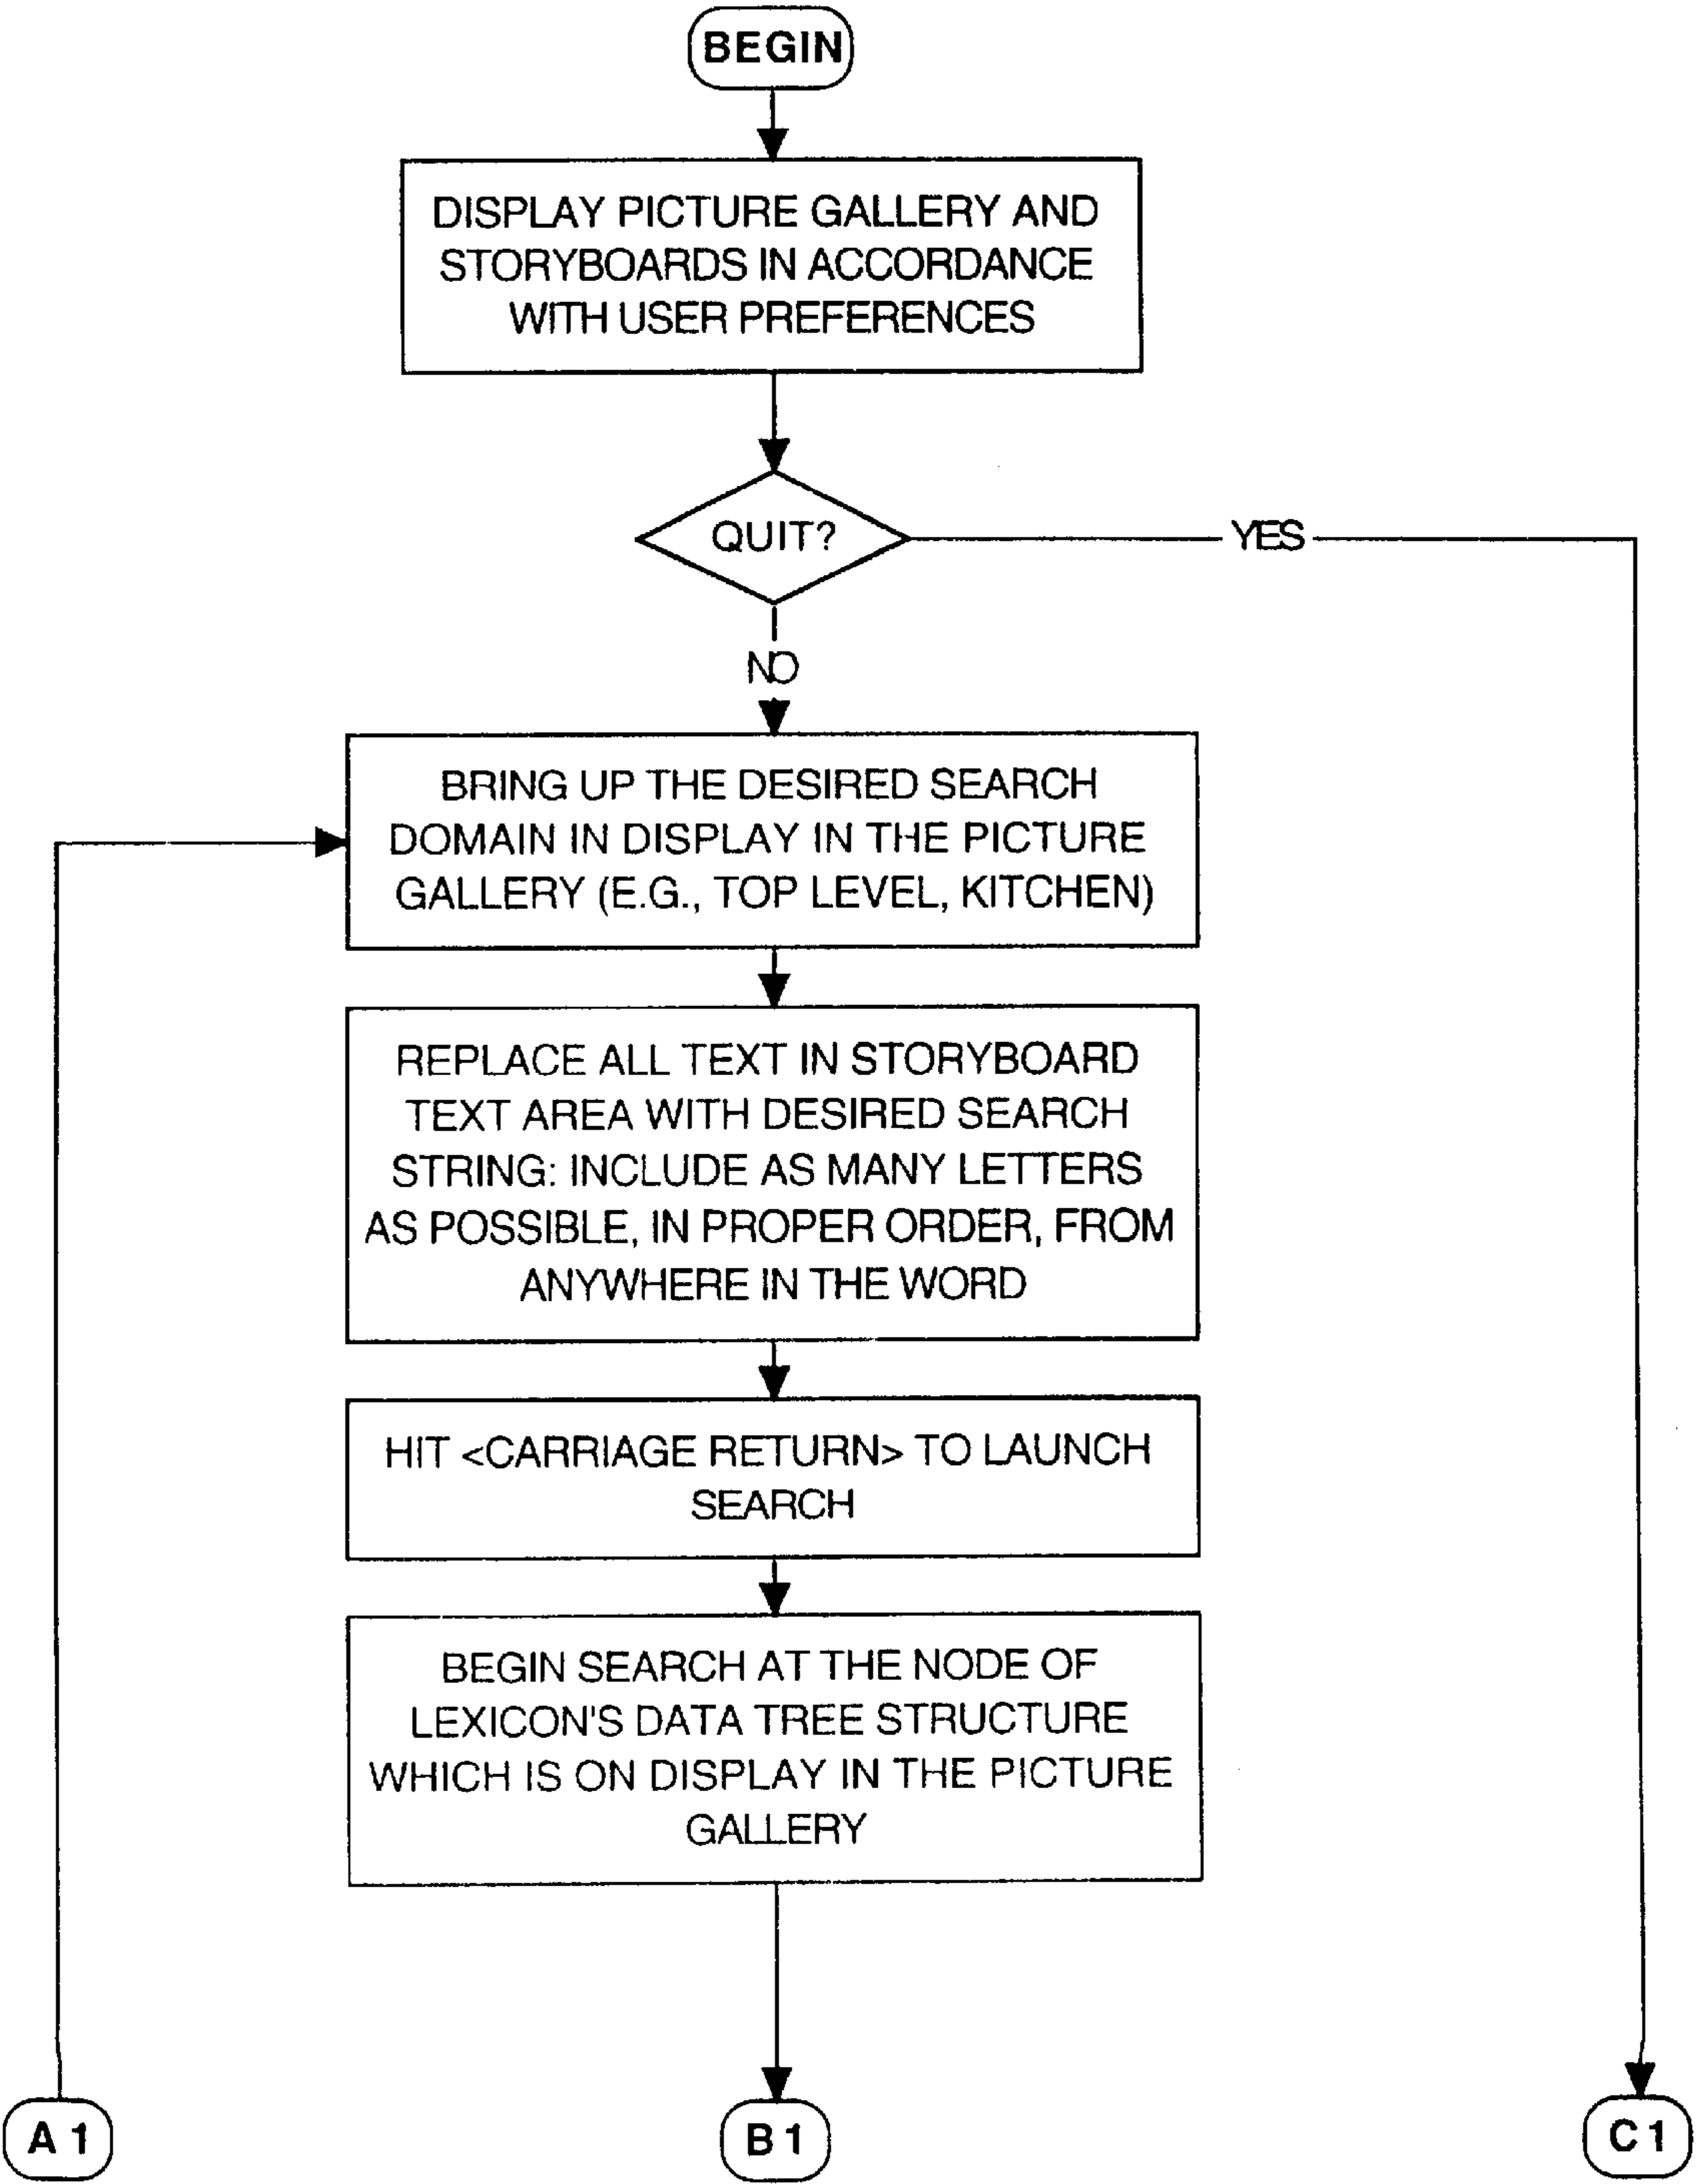 BEGIN
DISPLAY PICTURE GALLERY AND
STORYBOARDS IN ACCORDANCE
WITH USER PREFERENCES
QUIT?
YES
NO
BRING UP THE DESIRED SEARCH
DOMAIN IN DISPLAY IN THE PICTURE
GALLERY (E.G., TOP LEVEL, KITCHEN)
REPLACE ALL TEXT IN STORYBOARD
TEXT AREA WITH DESIRED SEARCH
STRING: INCLUDE AS MANY LETTERS
AS POSSIBLE, IN PROPER ORDER, FROM
ANYWHERE IN THE WORD
HIT <CARRIAGE RETURN> TO LAUNCH
SEARCH
BEGIN SEARCH AT THE NODE OF
LEXICON'S DATA TREE STRUCTURE
WHICH IS ON DISPLAY IN THE PICTURE
GALLERY
A 1
B 1
C 1